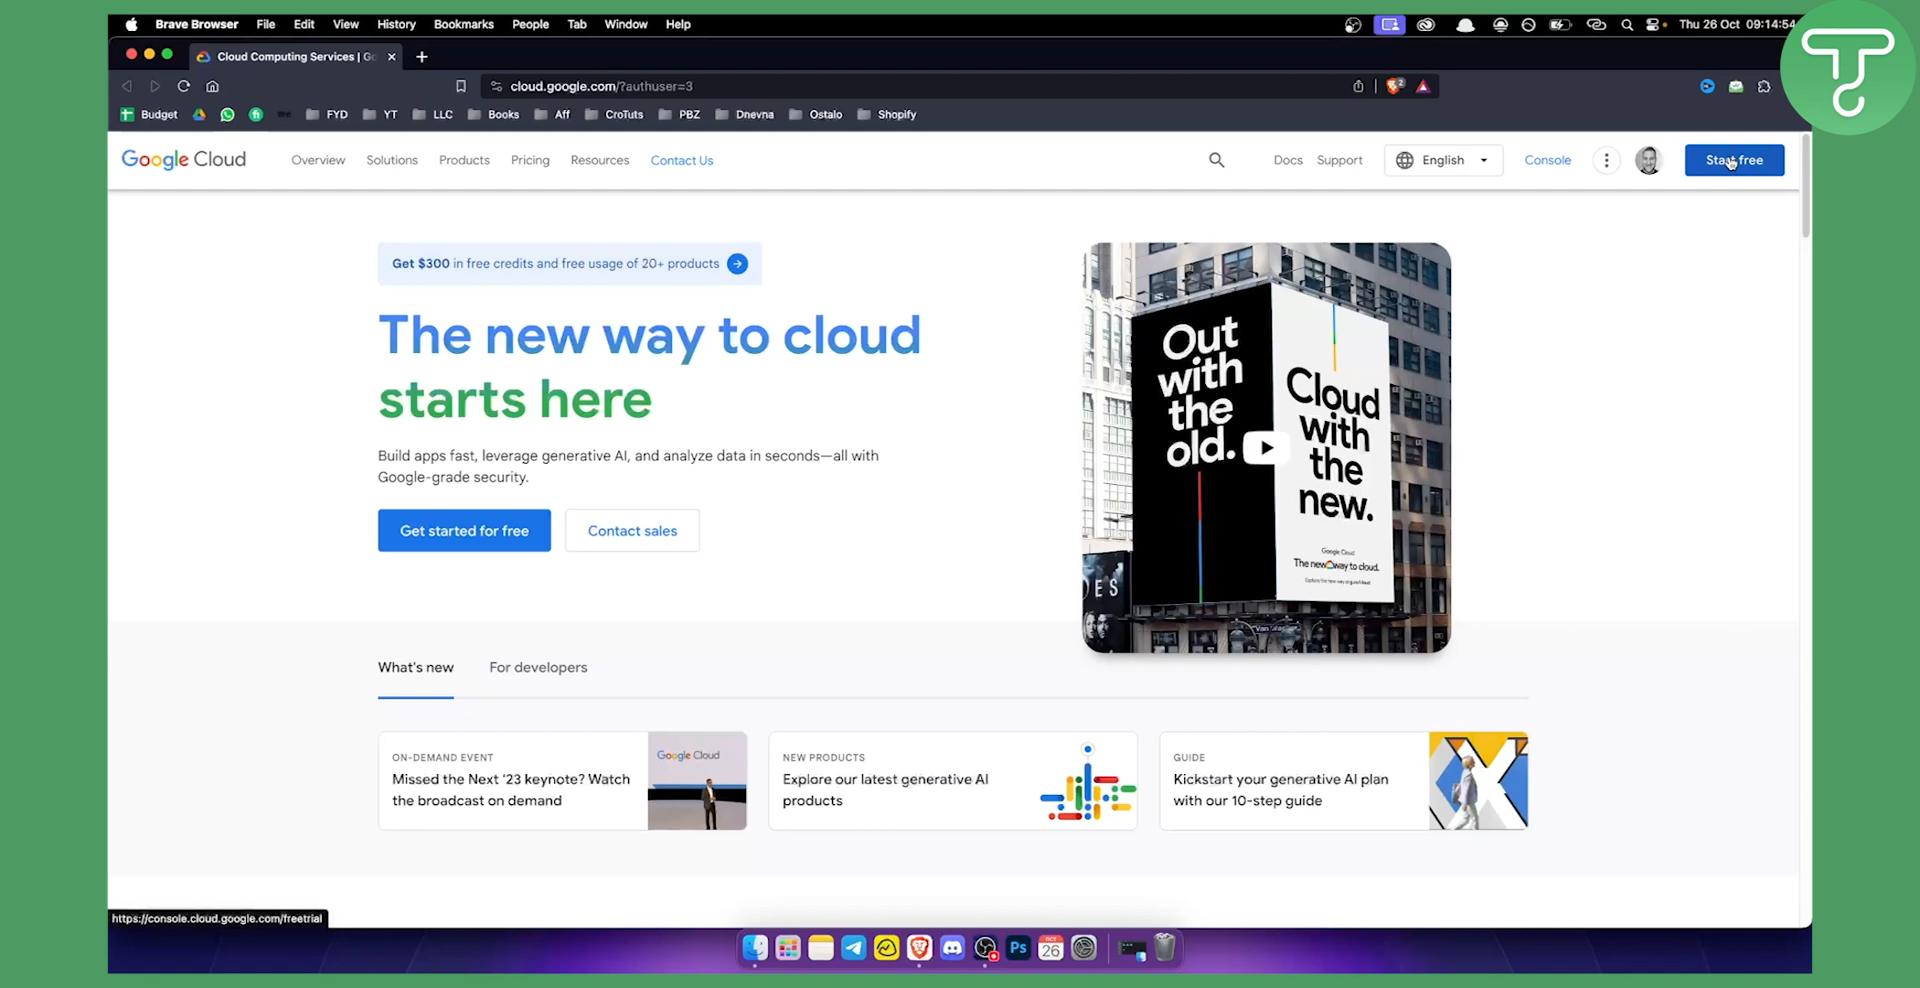 Brave Browser File Edit View History Bookmarks People Tab Window Help
Thu 26 Oct 09:14:54
Cloud Computing Services | Go
cloud.google.com/?authuser=3
Budget FYD YT LLC Books Aff CroTuts PBZ Dnevna Ostalo Shopify
Google Cloud Overview Solutions Products Pricing Resources Contact Us Docs Support English Console Start free
Get $300 in free credits and free usage of 20+ products
The new way to cloud
starts here
Build apps fast, leverage generative AI, and analyze data in seconds—all with
Google-grade security.
Get started for free Contact sales
Out
with
the
old.
Cloud
with
the
new.
Google Cloud
The new way to cloud.
What's new For developers
ON-DEMAND EVENT
Missed the Next '23 keynote? Watch
the broadcast on demand
Google Cloud
NEW PRODUCTS
Explore our latest generative AI
products
GUIDE
Kickstart your generative AI plan
with our 10-step guide
https://console.cloud.google.com/freetrial
Ps
OCT
26